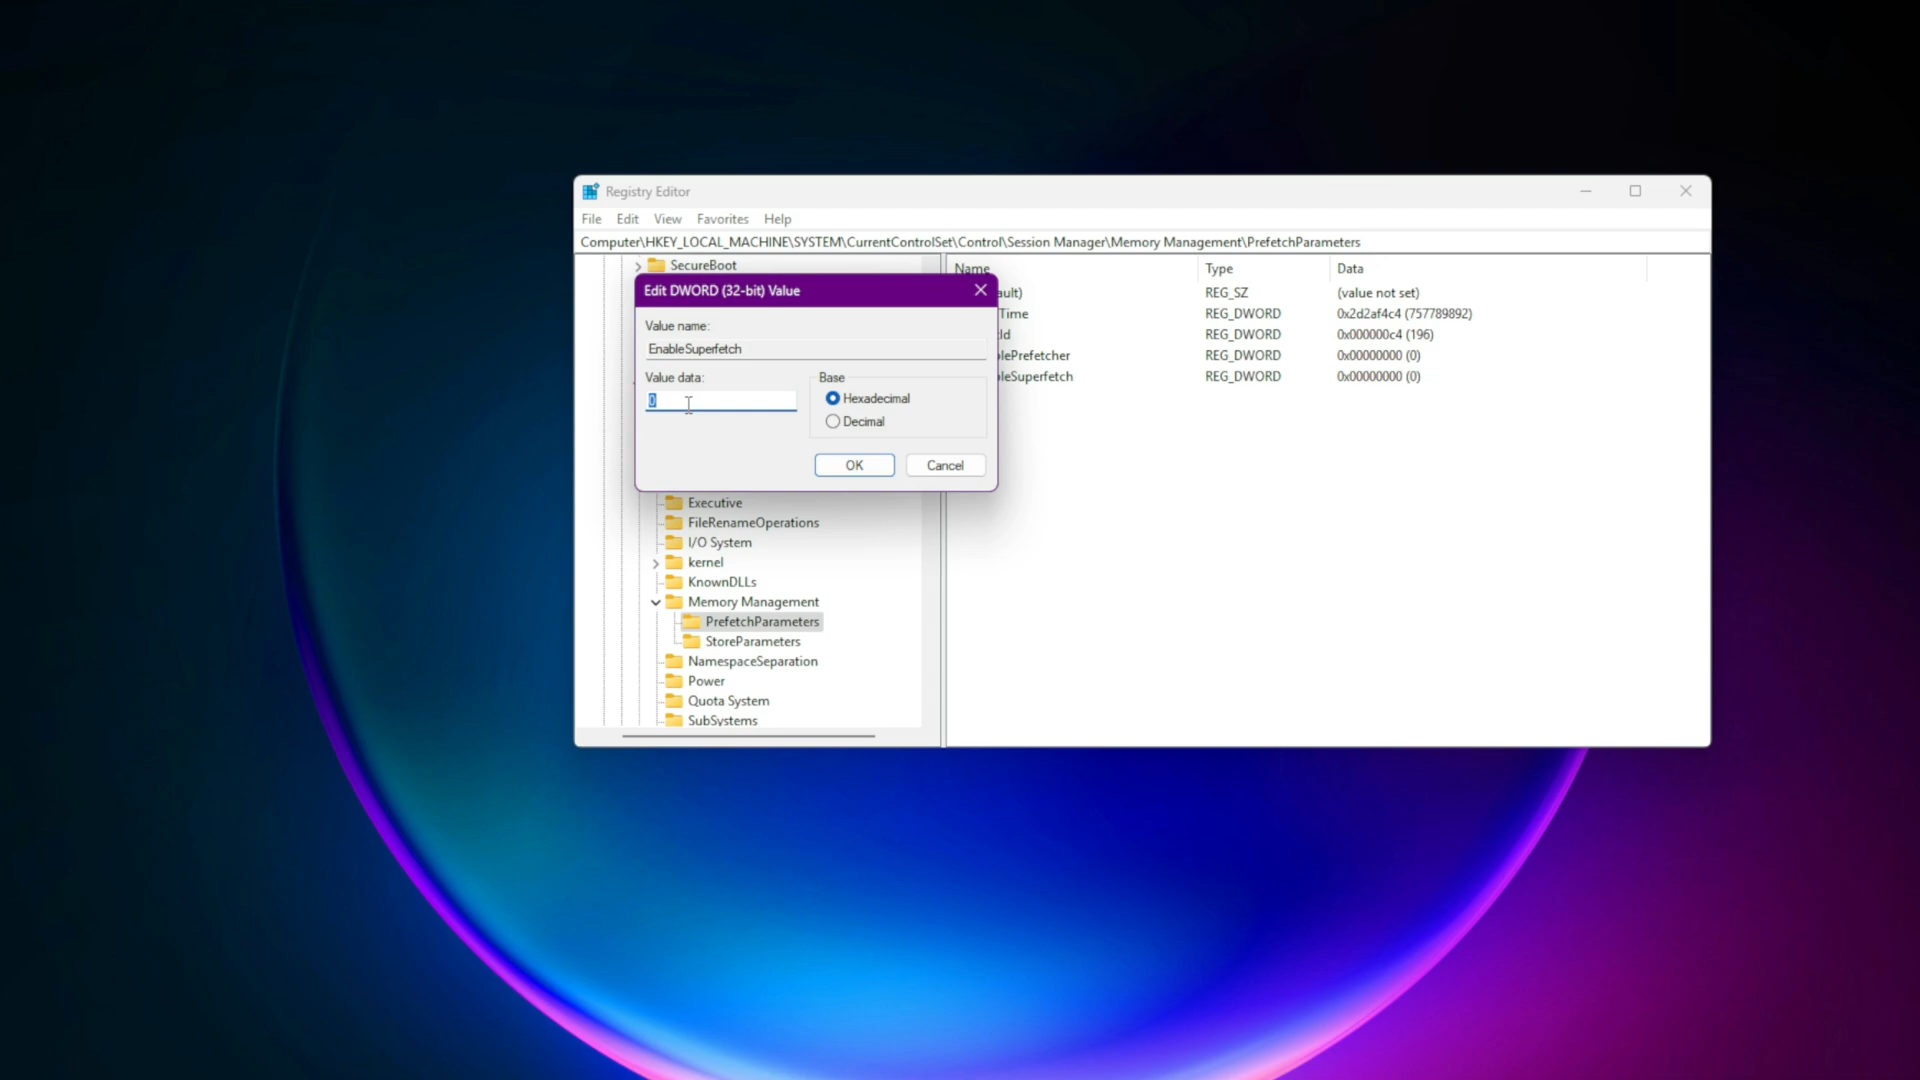 Registry Editor
File Edit View Favorites Help
Computer\HKEY_LOCAL_MACHINE\SYSTEM\CurrentControlSet\Control\Session Manager\Memory Management\PrefetchParameters
SecureBoot
Name Type Data
ault) REG_SZ (value not set)
Time REG_DWORD 0x2d2af4c4 (757789892)
Id REG_DWORD 0x000000c4 (196)
lePrefetcher REG_DWORD 0x00000000 (0)
leSuperfetch REG_DWORD 0x00000000 (0)
Edit DWORD (32-bit) Value
Value name:
EnableSuperfetch
Value data:
0
Base
Hexadecimal
Decimal
OK Cancel
Executive
FileRenameOperations
I/O System
kernel
KnownDLLs
Memory Management
PrefetchParameters
StoreParameters
NamespaceSeparation
Power
Quota System
SubSystems